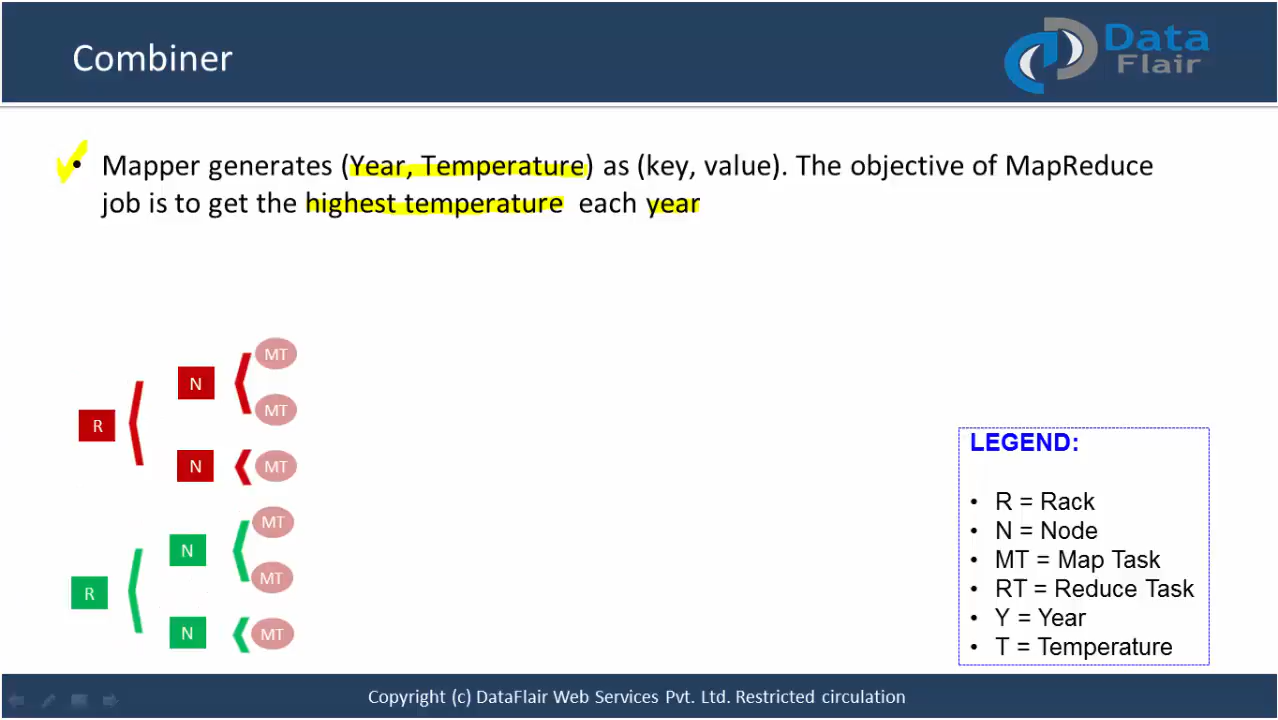 Combiner
Data
Flair
• Mapper generates (Year, Temperature) as (key, value). The objective of MapReduce
job is to get the highest temperature each year
MT
N
MT
R
N
MT
MT
N
MT
R
N
MT
LEGEND:
• R = Rack
• N = Node
• MT = Map Task
• RT = Reduce Task
• Y = Year
• T = Temperature
Copyright (c) DataFlair Web Services Pvt. Ltd. Restricted circulation